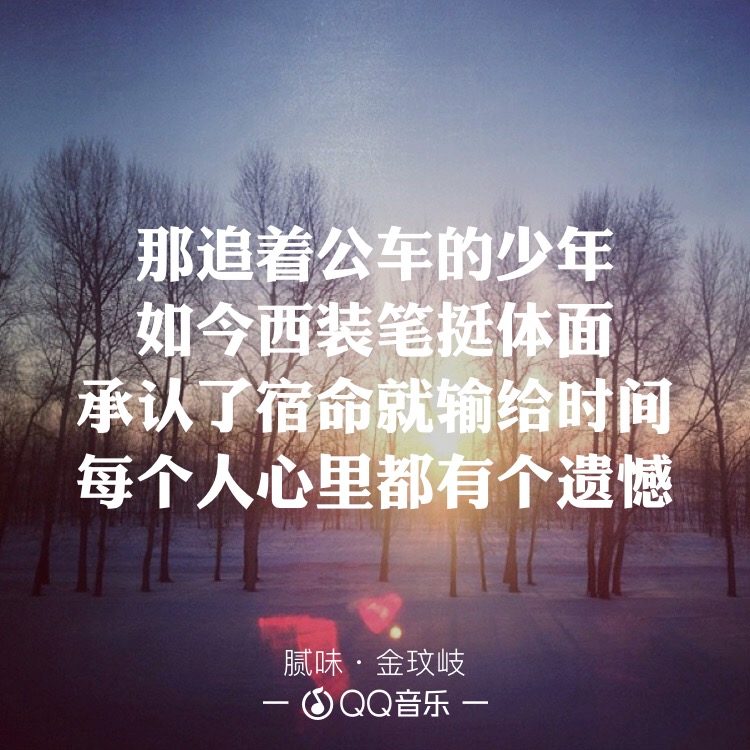 那追着公车的少年
如今西装笔挺体面
承认了宿命就输给时间
每个人心里都有个遗憾
腻味·金玟岐
QQ音乐